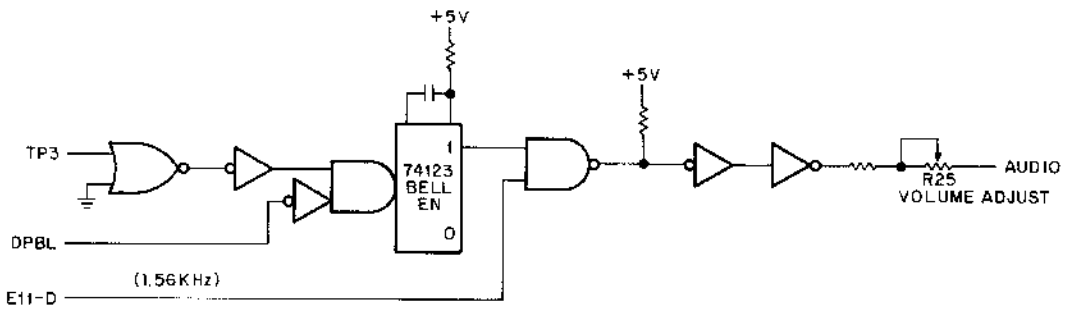 +5V
+5V
TP3
1
74123
BELL
EN
0
AUDIO
R25
VOLUME ADJUST
DPBL
(1.56KHz)
E11-D